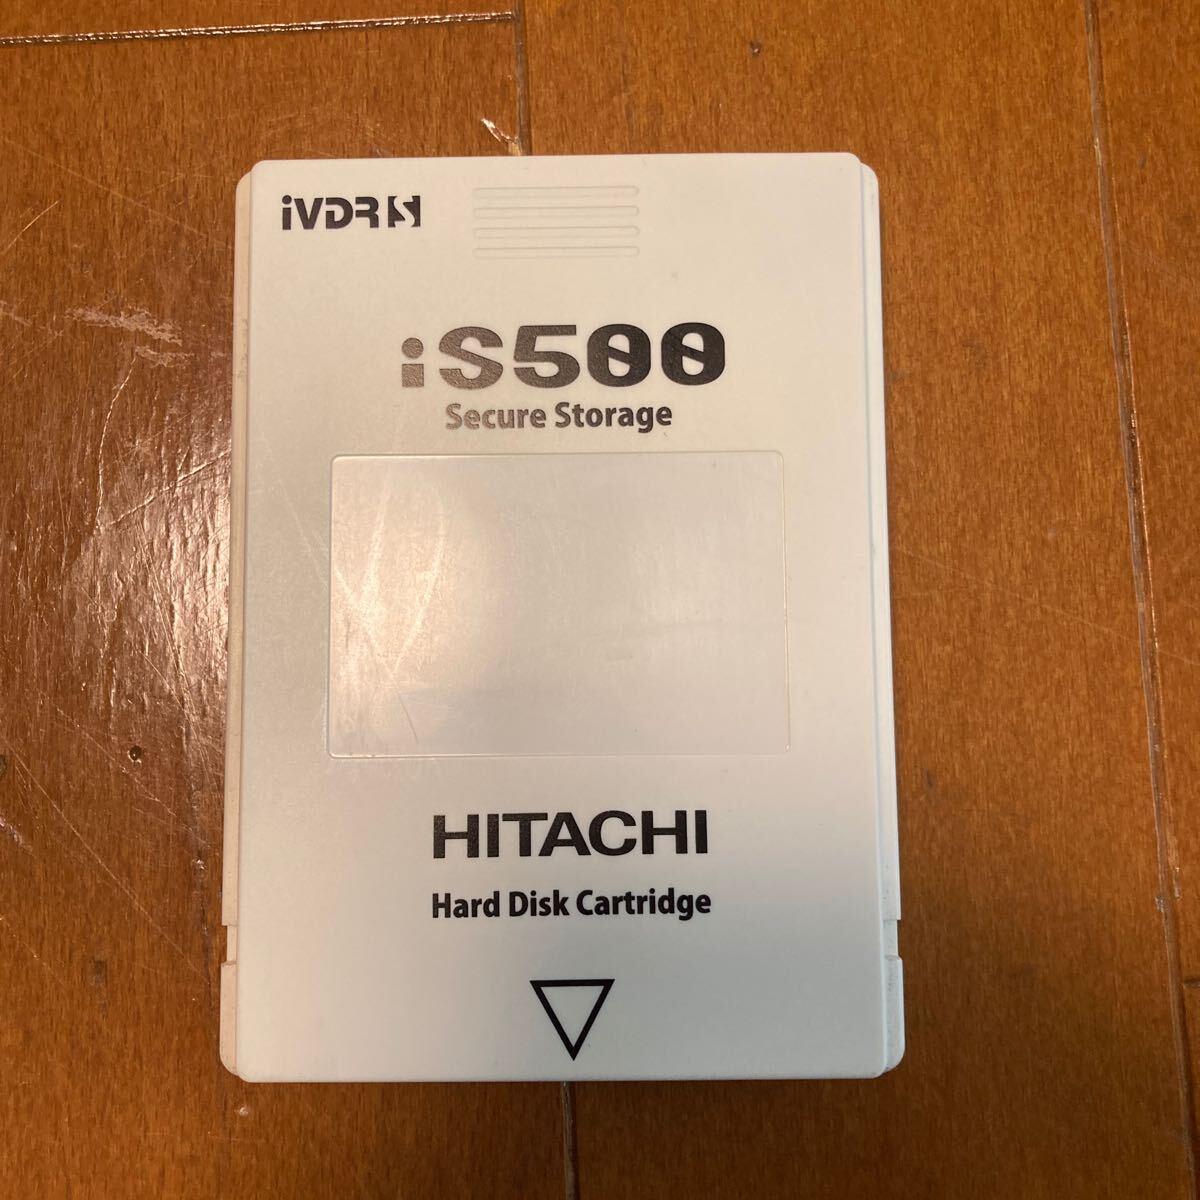 iVDR S
iS500
Secure Storage
HITACHI
Hard Disk Cartridge